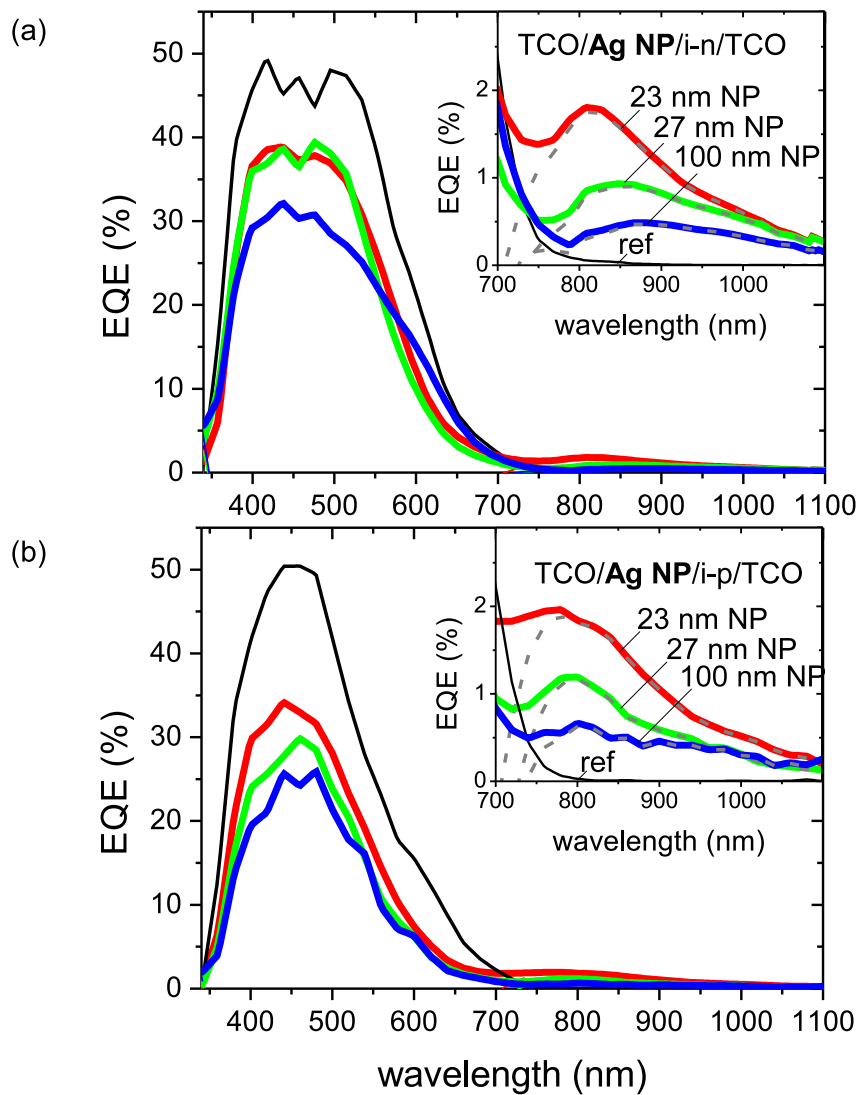 (a)
TCO/Ag NP/i-n/TCO
23 nm NP
27 nm NP
100 nm NP
ref
EQE (%)
0
1
2
700 800 900 1000
wavelength (nm)
EQE (%)
50
40
30
20
10
0
400 500 600 700 800 900 1000 1100
(b)
TCO/Ag NP/i-p/TCO
23 nm NP
27 nm NP
100 nm NP
ref
EQE (%)
2
1
0
700 800 900 1000
wavelength (nm)
EQE (%)
50
40
30
20
10
0
400 500 600 700 800 900 1000 1100
wavelength (nm)